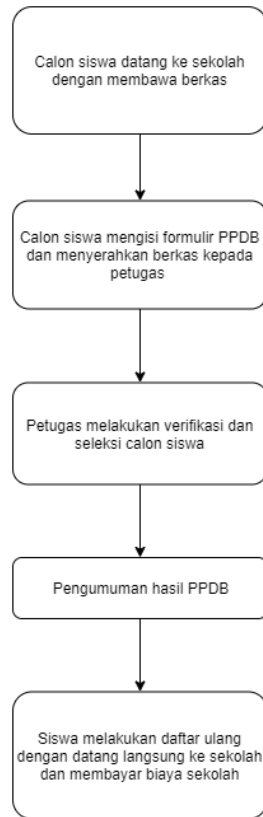 Calon siswa datang ke sekolah
dengan membawa berkas
Calon siswa mengisi formulir PPDB
dan menyerahkan berkas kepada
petugas
Petugas melakukan verifikasi dan
seleksi calon siswa
Pengumuman hasil PPDB
Siswa melakukan daftar ulang
dengan datang langsung ke sekolah
dan membayar biaya sekolah